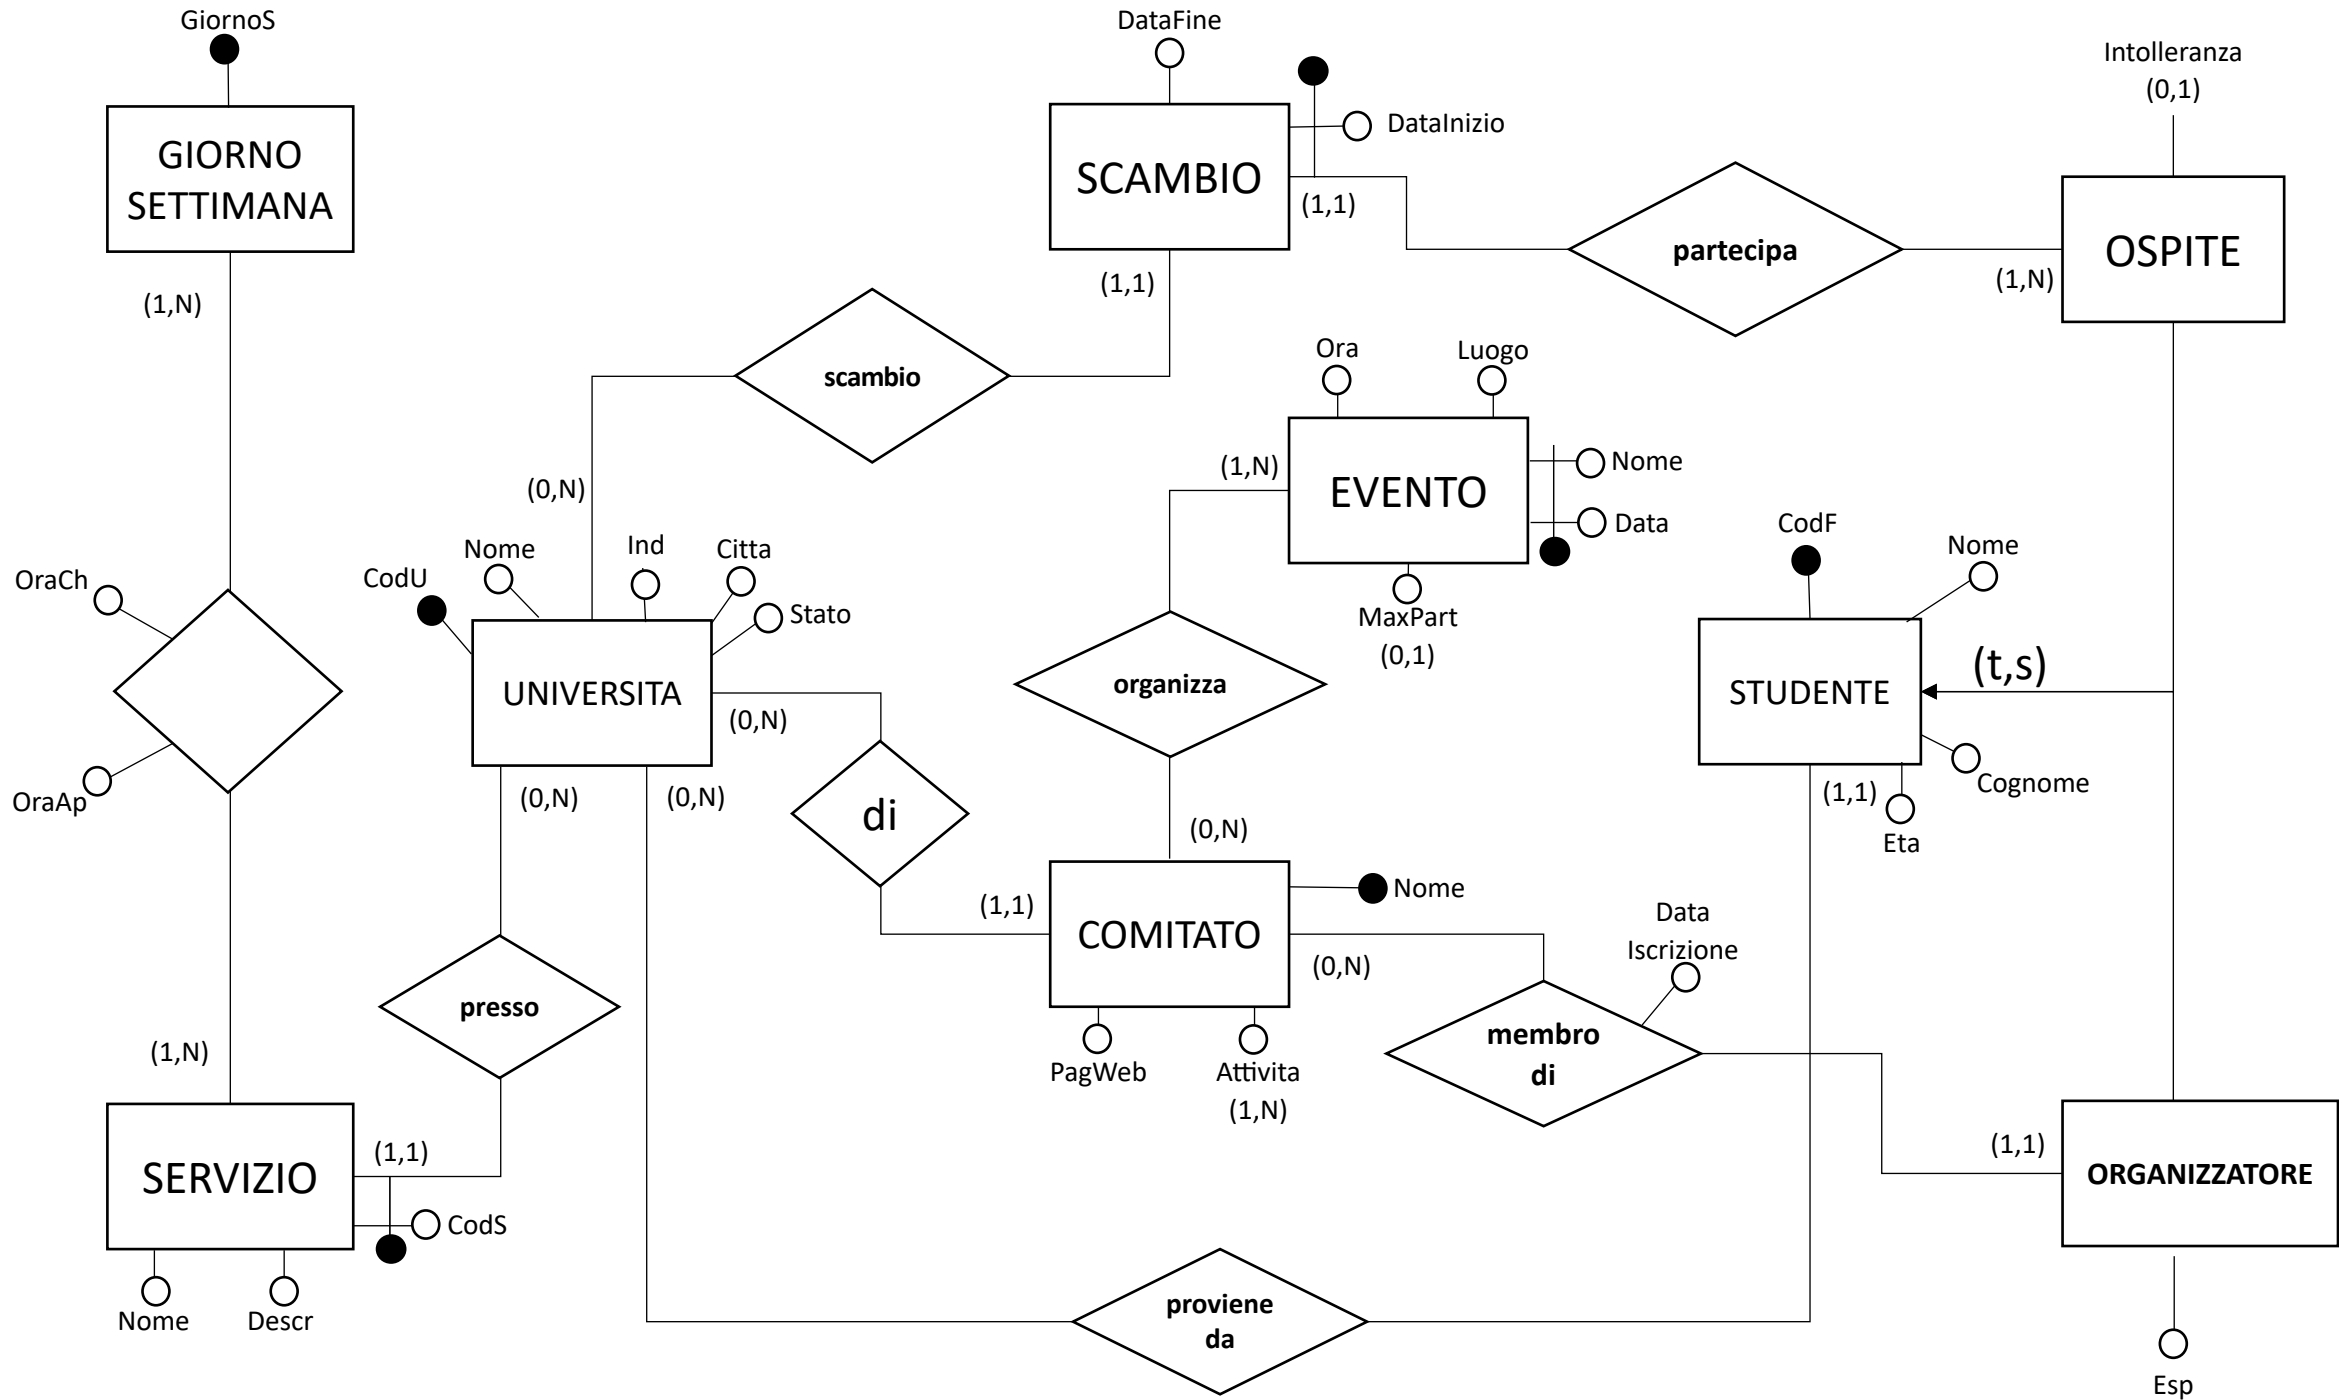 GiornoS
DataFine
Intolleranza
(0,1)
DataInizio
GIORNO
SETTIMANA
SCAMBIO
(1,1)
partecipa
OSPITE
(1,N)
(1,1)
(1,N)
scambio
Ora
Luogo
(0,N)
(1,N)
EVENTO
Nome
Data
CodF
Nome
OraCh
CodU
Nome
Ind
Citta
Stato
MaxPart
(0,1)
UNIVERSITA
(0,N)
organizza
STUDENTE
(t,s)
OraAp
(0,N)
(0,N)
di
(0,N)
(1,1)
Cognome
Eta
(1,1)
COMITATO
Nome
(0,N)
Data
Iscrizione
presso
(1,N)
PagWeb
Attivita
(1,N)
membro
di
SERVIZIO
(1,1)
CodS
(1,1)
ORGANIZZATORE
Nome
Descr
proviene
da
Esp